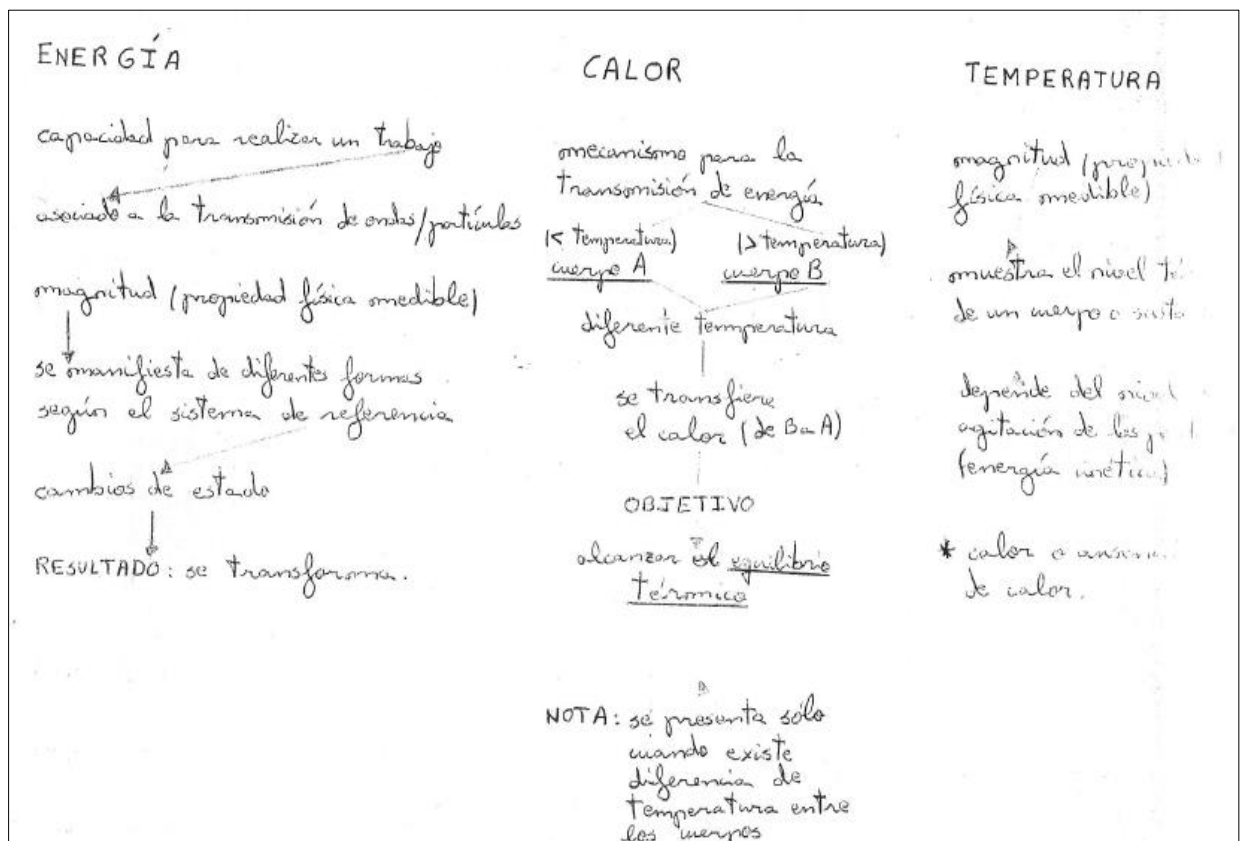 ENERGÍA
capacidad para realizar un trabajo
asociado a la transmisión de ondas/partículas
magnitud (propiedad física medible)
se manifiesta de diferentes formas
según el sistema de referencia
cambios de estado
RESULTADO: se transforma.
CALOR
mecanismo para la
transmisión de energía
(< temperatura) (> temperatura)
cuerpo A cuerpo B
diferente temperatura
se transfiere
el calor (de B a A)
OBJETIVO
alcanzar el equilibrio
térmico
NOTA: se presenta sólo
cuando existe
diferencia de
temperatura entre
los cuerpos
TEMPERATURA
magnitud (
física medible)
muestra el nivel
de un cuerpo o
depende del nivel
agitación de las
(energía cinética)
* calor o
de calor.